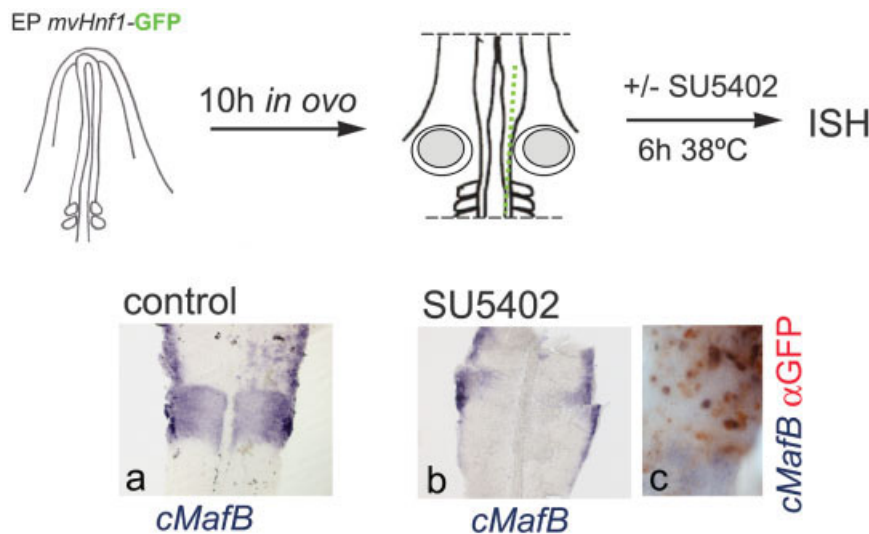 EP mvHnf1-GFP
10h in ovo
+/- SU5402
6h 38ºC
ISH
control
SU5402
a
b
c
cMafB
cMafB
cMafB αGFP